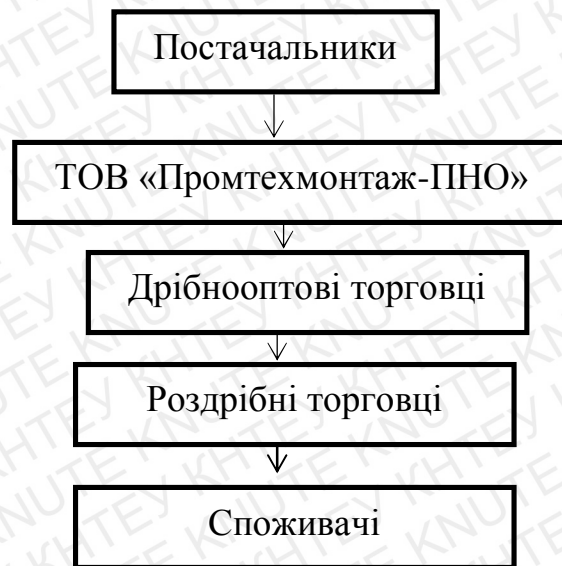 Постачальники
ТОВ «Промтехмонтаж-ПНО»
Дрібнооптові торговці
Роздрібні торговці
Споживачі